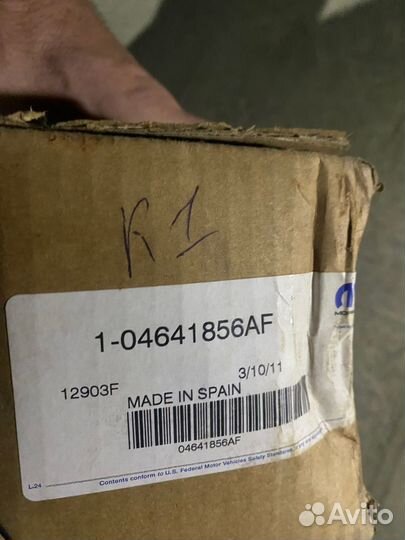 K1
1-04641856AF
3/10/11
12903F
MADE IN SPAIN
04641856AF
L-24
Contents conform to U.S. Federal Motor Vehicles Safety Standards
Avito